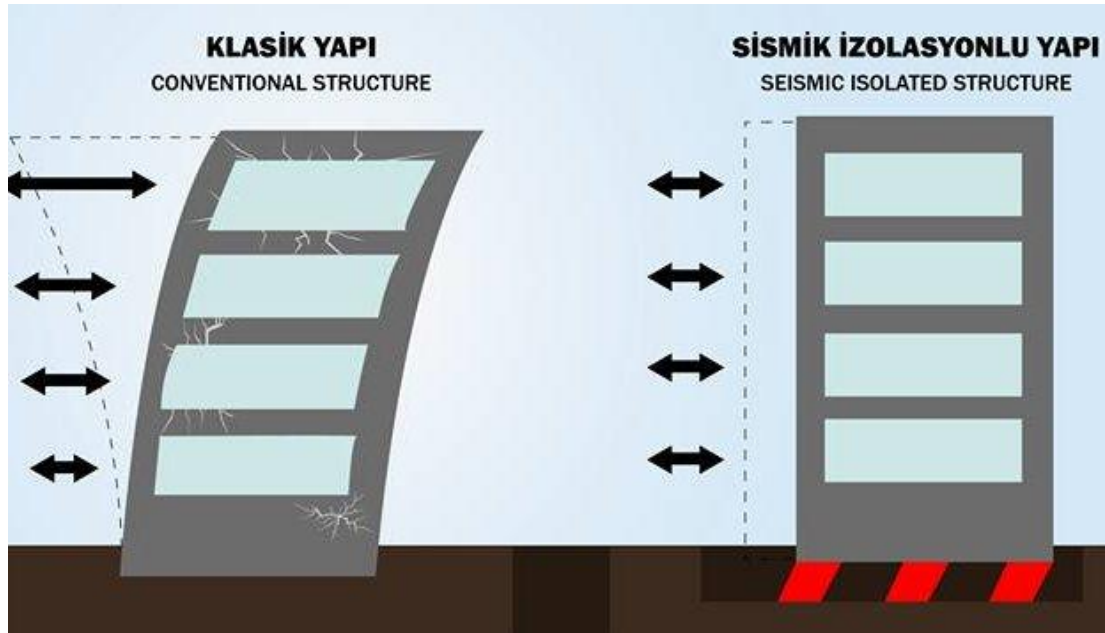 KLASİK YAPI
CONVENTIONAL STRUCTURE
SİSMİK İZOLASYONLU YAPI
SEISMIC ISOLATED STRUCTURE